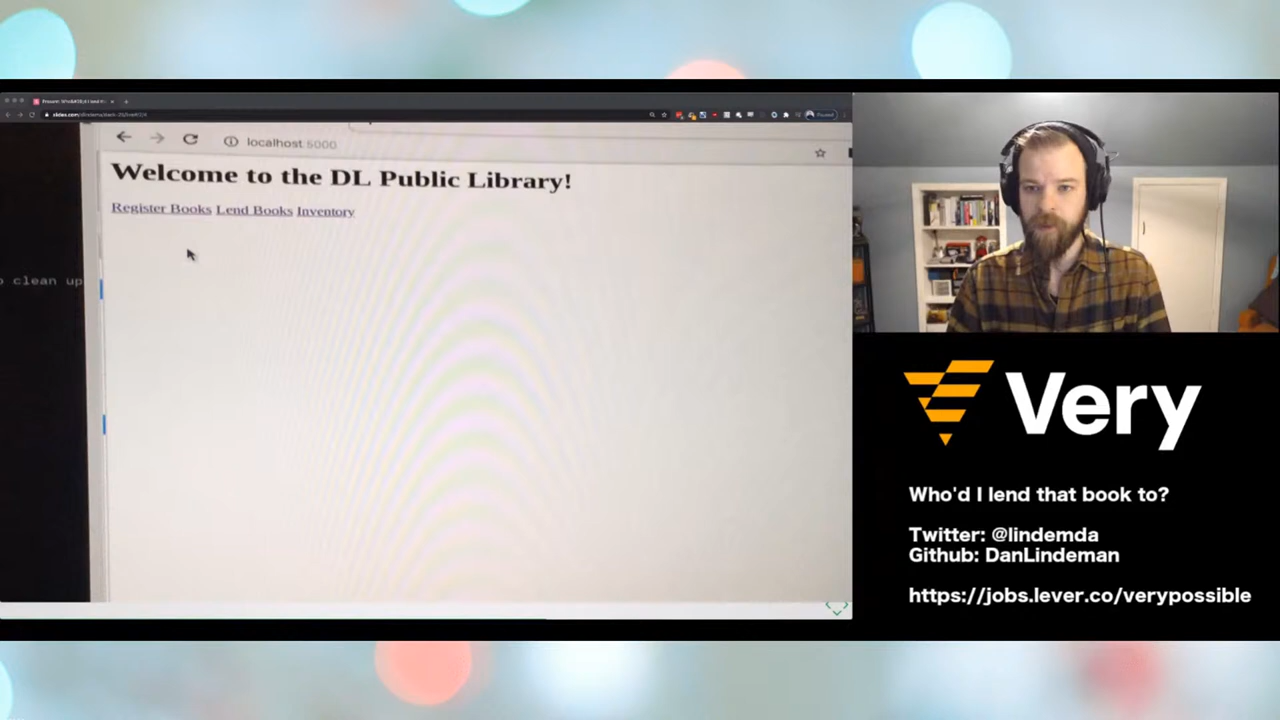 localhost:5000
Welcome to the DL Public Library!
Register Books Lend Books Inventory
o clean up
Very
Who'd I lend that book to?
Twitter: @lindemda
Github: DanLindeman
https://jobs.lever.co/verypossible